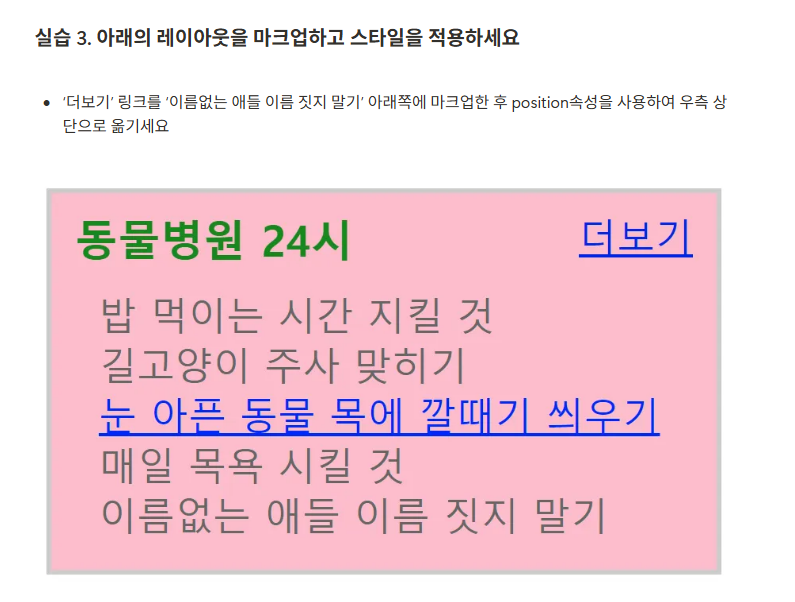 실습 3. 아래의 레이아웃을 마크업하고 스타일을 적용하세요
• '더보기' 링크를 '이름없는 애들 이름 짓지 말기' 아래쪽에 마크업한 후 position속성을 사용하여 우측 상
단으로 옮기세요
동물병원 24시 더보기
밥 먹이는 시간 지킬 것
길고양이 주사 맞히기
눈 아픈 동물 목에 깔때기 씌우기
매일 목욕 시킬 것
이름없는 애들 이름 짓지 말기